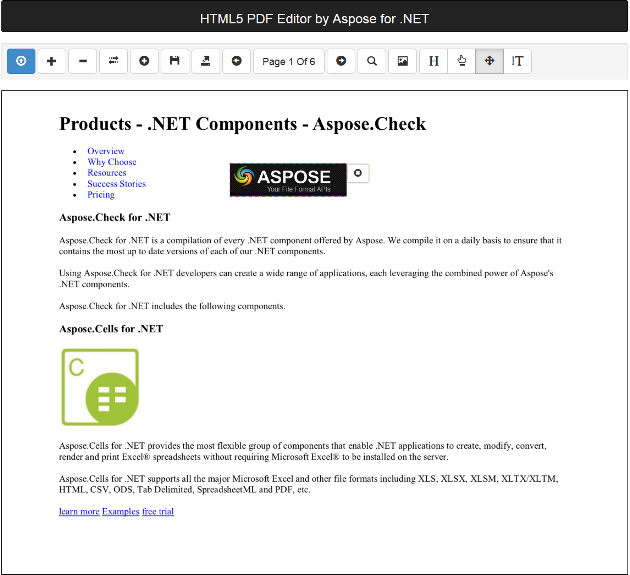 HTML5 PDF Editor by Aspose for .NET
Page 1 Of 6
H
!T
Products - .NET Components - Aspose.Check
Overview
Why Choose
Resources
Success Stories
Pricing
ASPOSE
Your File Format APIs
Aspose.Check for .NET
Aspose.Check for .NET is a compilation of every .NET component offered by Aspose. We compile it on a daily basis to ensure that it
contains the most up to date versions of each of our .NET components.
Using Aspose.Check for .NET developers can create a wide range of applications, each leveraging the combined power of Aspose's
.NET components.
Aspose.Check for .NET includes the following components.
Aspose.Cells for .NET
C
Aspose.Cells for .NET provides the most flexible group of components that enable .NET applications to create, modify, convert,
render and print Excel® spreadsheets without requiring Microsoft Excel® to be installed on the server.
Aspose.Cells for .NET supports all the major Microsoft Excel and other file formats including XLS, XLSX, XLSM, XLTX/XLTM,
HTML, CSV, ODS, Tab Delimited, SpreadsheetML and PDF, etc.
learn more Examples free trial